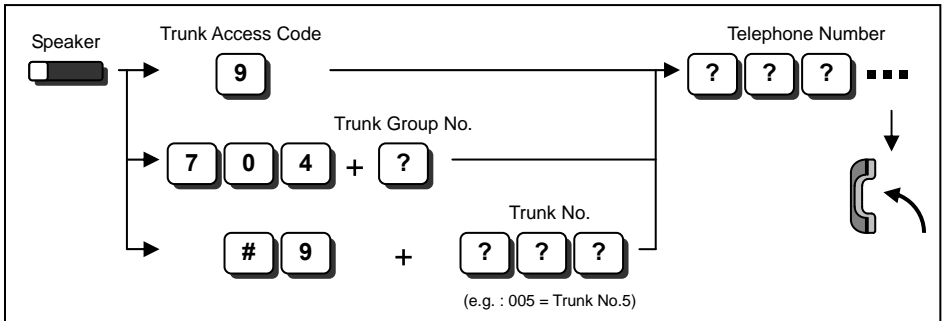 Speaker
Trunk Access Code
9
Telephone Number
? ? ?
Trunk Group No.
7 0 4 + ?
Trunk No.
# 9 + ? ? ?
(e.g. : 005 = Trunk No.5)